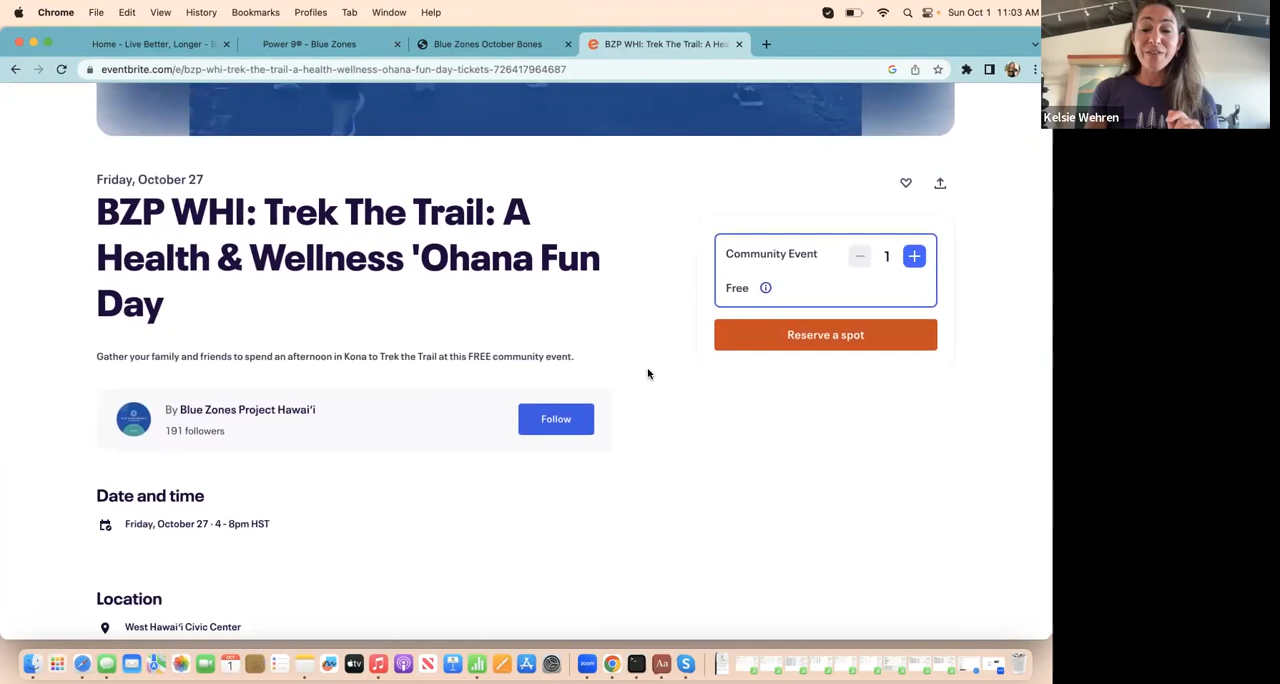 Chrome File Edit View History Bookmarks Profiles Tab Window Help Sun Oct 1 11:03 AM
Home - Live Better, Longer - B Power 9® - Blue Zones Blue Zones October Bones BZP WHI: Trek The Trail: A Hea
eventbrite.com/e/bzp-whi-trek-the-trail-a-health-wellness-ohana-fun-day-tickets-726417964687
Kelsie Wehren
Friday, October 27
BZP WHI: Trek The Trail: A
Health & Wellness 'Ohana Fun
Day
Community Event 1
Free
Reserve a spot
Gather your family and friends to spend an afternoon in Kona to Trek the Trail at this FREE community event.
By Blue Zones Project Hawaiʻi
191 followers
Follow
Date and time
Friday, October 27 · 4 - 8pm HST
Location
West Hawaiʻi Civic Center